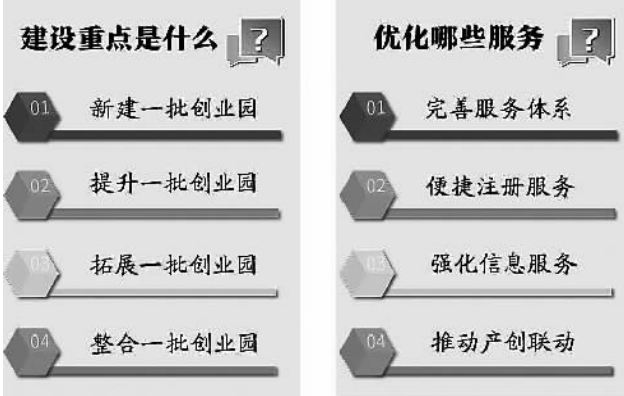 建设重点是什么 ?
01 新建一批创业园
02 提升一批创业园
03 拓展一批创业园
04 整合一批创业园
优化哪些服务 ?
01 完善服务体系
02 便捷注册服务
03 强化信息服务
04 推动产创联动